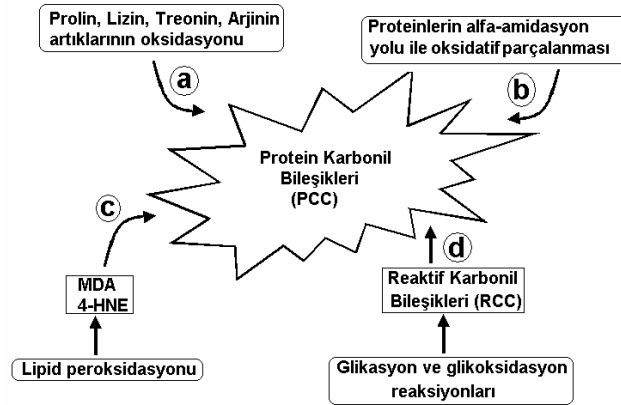 Prolin, Lizin, Treonin, Arjinin
artıklarının oksidasyonu
Proteinlerin alfa-amidasyon
yolu ile oksidatif parçalanması
a
b
Protein Karbonil
Bileşikleri
(PCC)
c
d
MDA
4-HNE
Reaktif Karbonil
Bileşikleri (RCC)
Lipid peroksidasyonu
Glikasyon ve glikoksidasyon
reaksiyonları